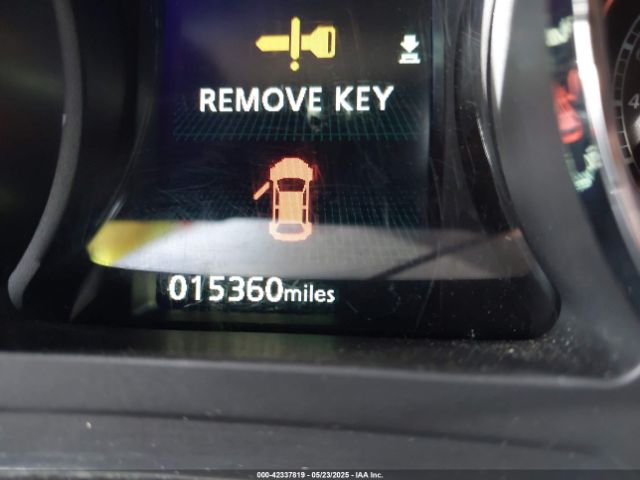 REMOVE KEY
015360miles
000-42337819 - 05/23/2025 - IAA Inc.